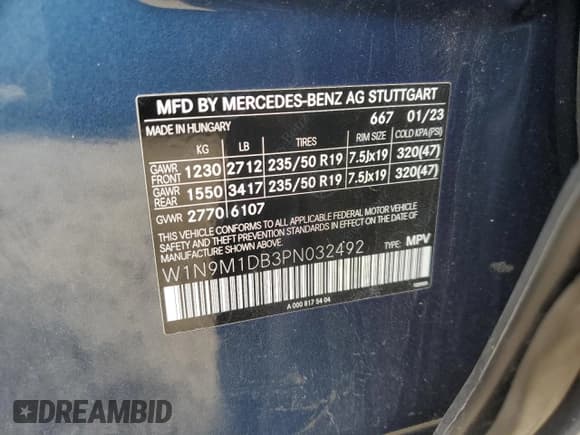 MFD BY MERCEDES-BENZ AG STUTTGART
667 01/23
MADE IN HUNGARY
KG LB TIRES RIM SIZE COLD KPA(PSI)
GAWR FRONT 1230 2712 235/50 R19 7.5Jx19 320(47)
GAWR REAR 1550 3417 235/50 R19 7.5Jx19 320(47)
GVWR 2770 6107
THIS VEHICLE CONFORMS TO ALL APPLICABLE FEDERAL MOTOR VEHICLE
SAFETY AND THEFT PREVENTION STANDARDS IN EFFECT ON THE DATE
OF MANUFACTURE SHOWN ABOVE.
W1N9M1DB3PN032492 TYPE: MPV
A 000 817 54 04
DREAMBID